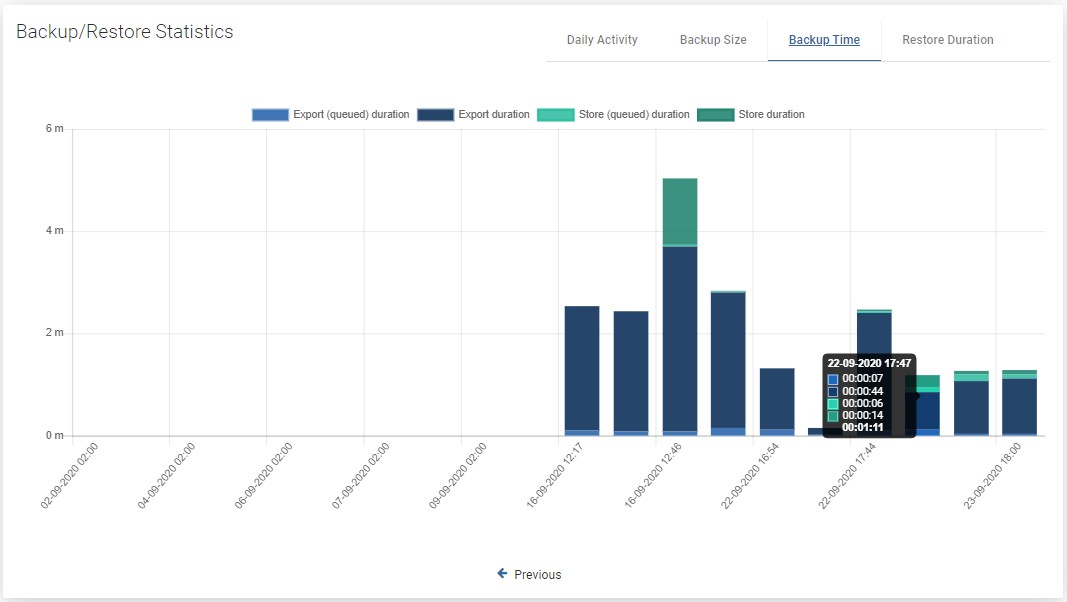 Backup/Restore Statistics
Daily Activity
Backup Size
Backup Time
Restore Duration
Export (queued) duration
Export duration
Store (queued) duration
Store duration
6 m
4 m
2 m
0 m
22-09-2020 17:47
00:00:07
00:00:44
00:00:06
00:00:14
00:01:11
02-09-2020 02:00
04-09-2020 02:00
06-09-2020 02:00
07-09-2020 02:00
09-09-2020 02:00
16-09-2020 12:17
16-09-2020 12:46
22-09-2020 16:54
22-09-2020 17:44
23-09-2020 18:00
Previous